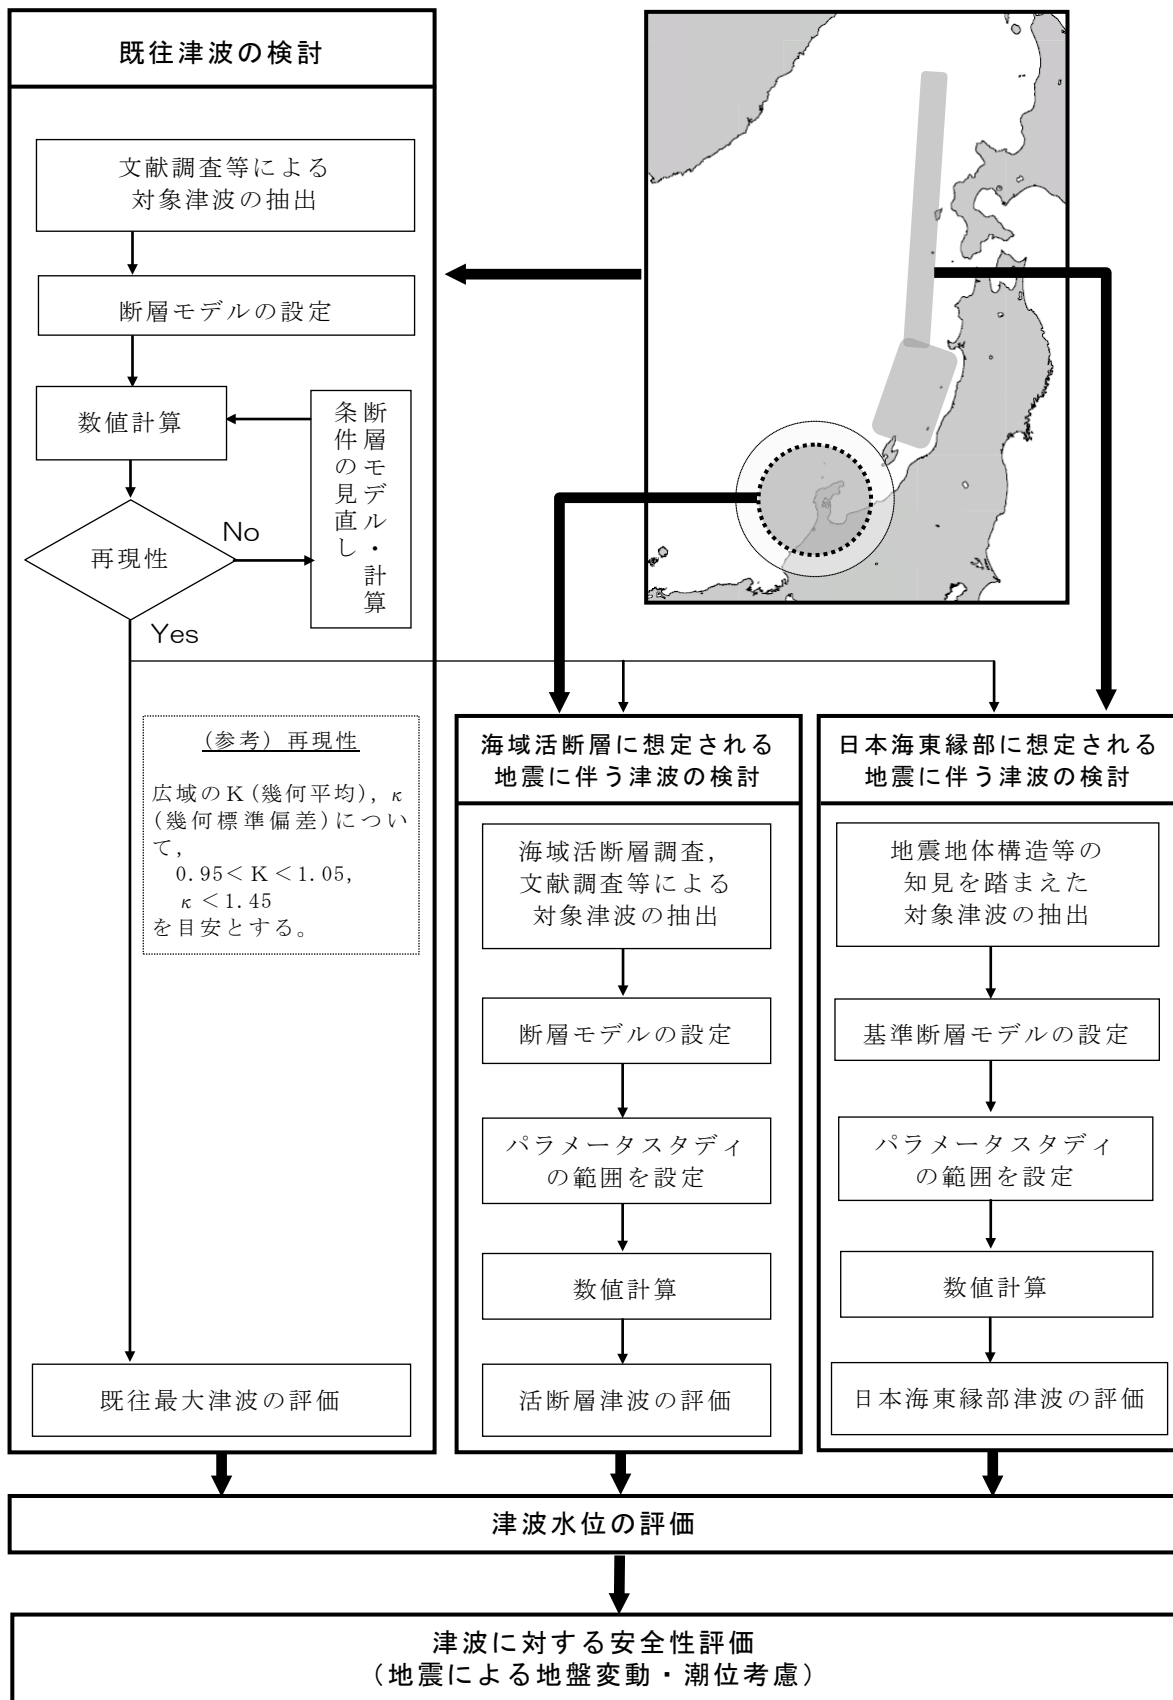 既往津波の検討
文献調査等による
対象津波の抽出
断層モデルの設定
数値計算
断層モデル・計算
条件の見直し
再現性
No
Yes
(参考) 再現性
広域のK(幾何平均), κ
(幾何標準偏差)につい
て,
0.95<K<1.05,
κ<1.45
を目安とする。
既往最大津波の評価
海域活断層に想定される
地震に伴う津波の検討
海域活断層調査,
文献調査等による
対象津波の抽出
断層モデルの設定
パラメータスタディ
の範囲を設定
数値計算
活断層津波の評価
日本海東縁部に想定される
地震に伴う津波の検討
地震地体構造等の
知見を踏まえた
対象津波の抽出
基準断層モデルの設定
パラメータスタディ
の範囲を設定
数値計算
日本海東縁部津波の評価
津波水位の評価
津波に対する安全性評価
(地震による地盤変動・潮位考慮)